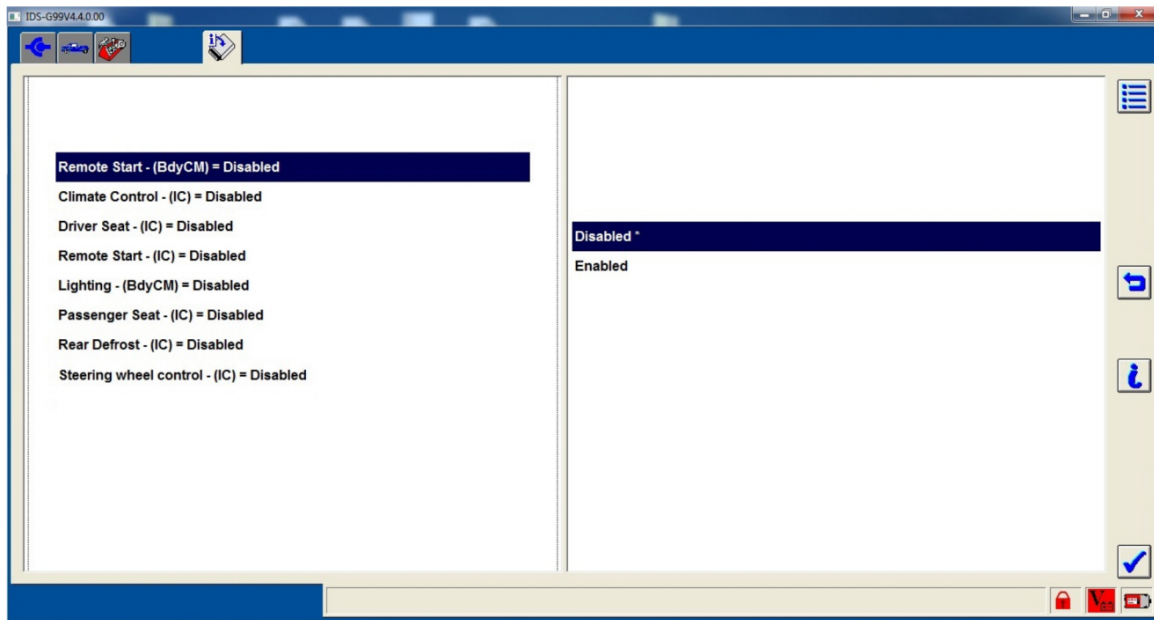 IDS-G99V4.4.0.00
Remote Start - (BdyCM) = Disabled
Climate Control - (IC) = Disabled
Driver Seat - (IC) = Disabled
Remote Start - (IC) = Disabled
Lighting - (BdyCM) = Disabled
Passenger Seat - (IC) = Disabled
Rear Defrost - (IC) = Disabled
Steering wheel control - (IC) = Disabled
Disabled *
Enabled